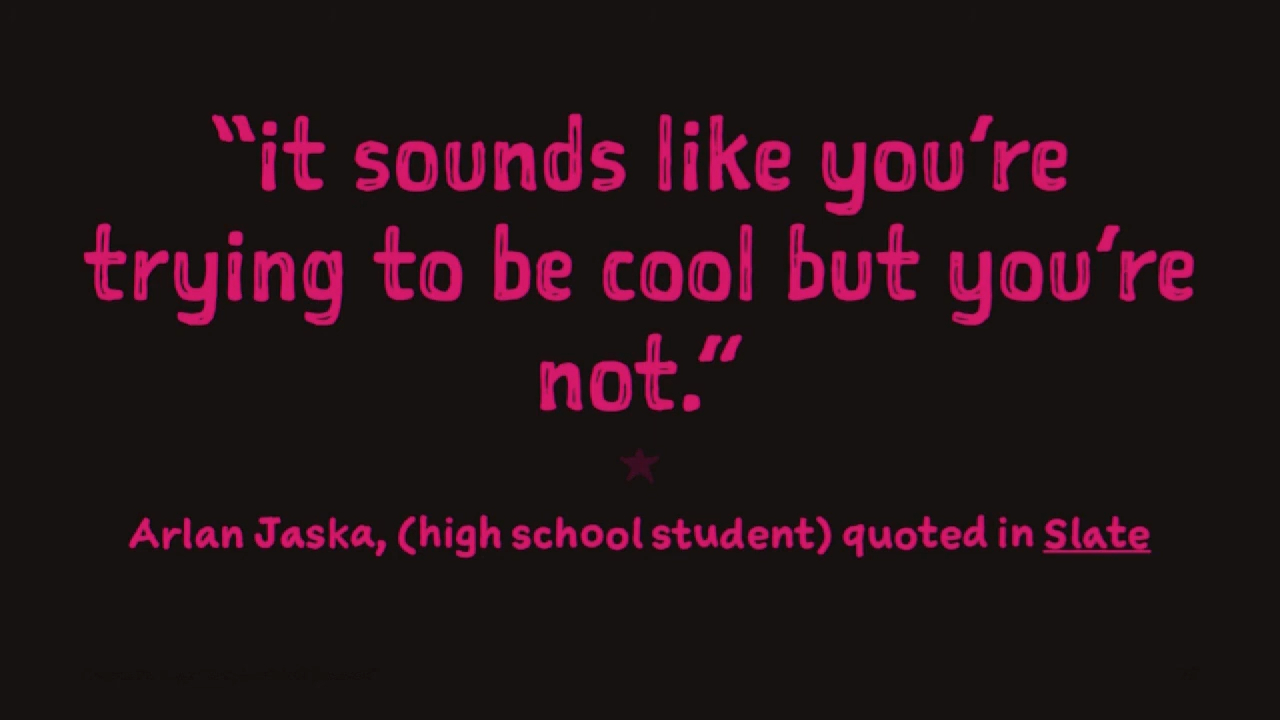 “it sounds like you’re
trying to be cool but you’re
not.”
Arlan Jaska, (high school student) quoted in Slate